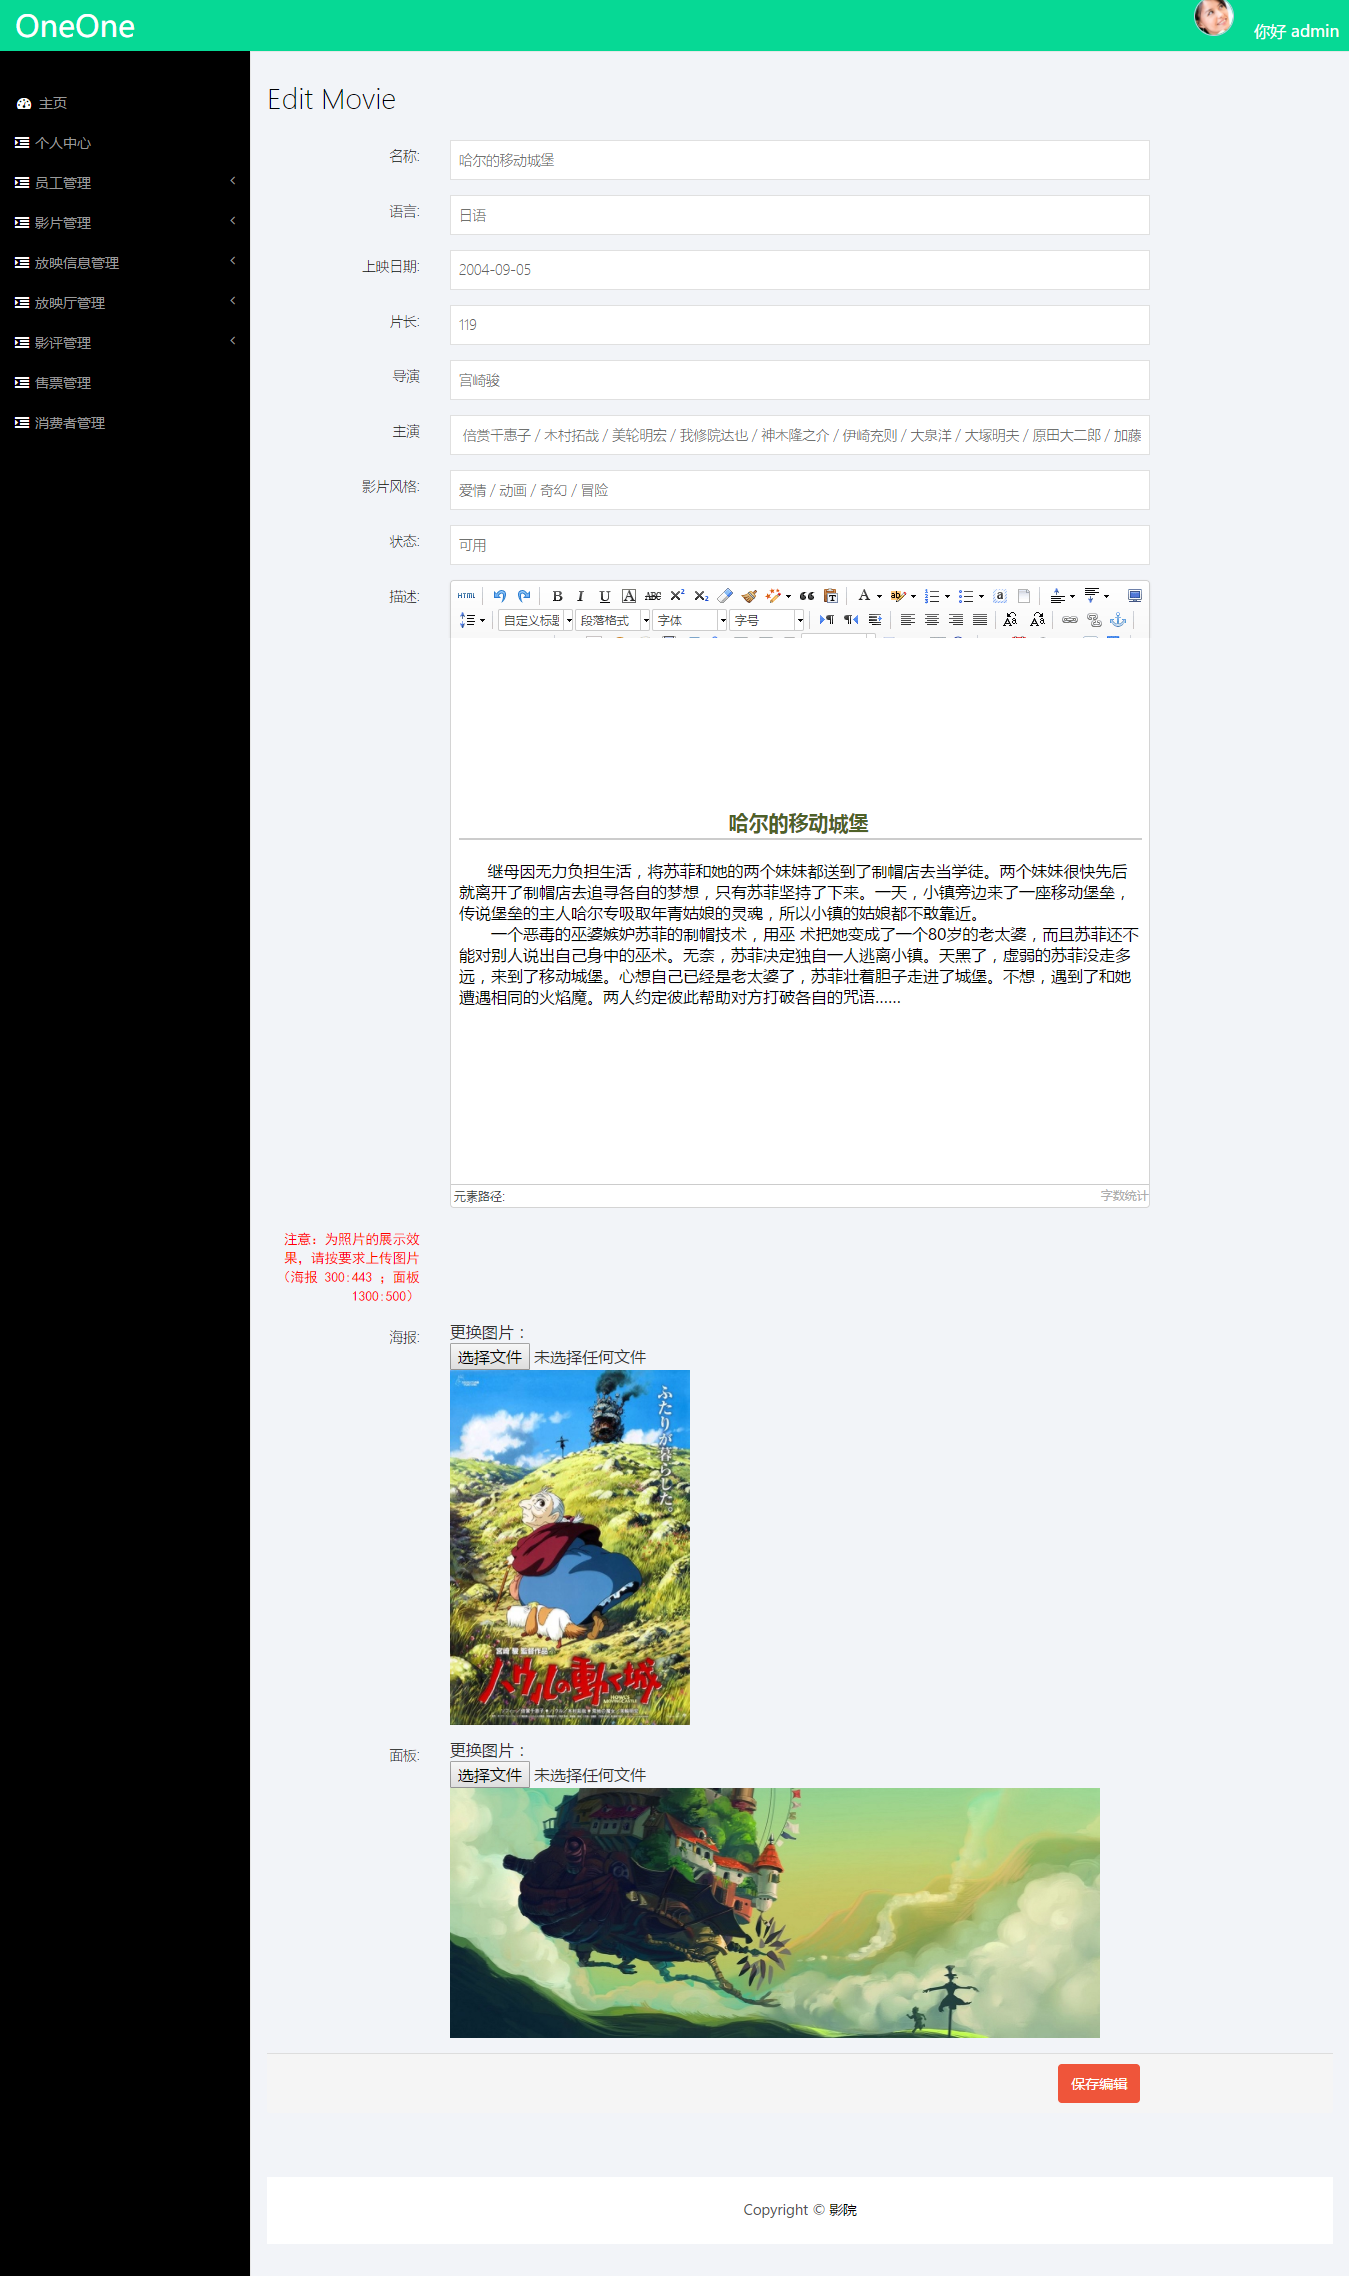 OneOne
你好 admin
主页
个人中心
员工管理
影片管理
放映信息管理
放映厅管理
影评管理
售票管理
消费者管理
Edit Movie
名称:
哈尔的移动城堡
语言:
日语
上映日期:
2004-09-05
片长:
119
导演
宫崎骏
主演
倍赏千惠子 / 木村拓哉 / 美轮明宏 / 我修院达也 / 神木隆之介 / 伊崎充则 / 大泉洋 / 大塚明夫 / 原田大二郎 / 加藤
影片风格:
爱情 / 动画 / 奇幻 / 冒险
状态:
可用
描述:
HTML
B I U A ABC X² X₂
自定义标题 段落格式 字体 字号
哈尔的移动城堡
继母因无力负担生活，将苏菲和她的两个妹妹都送到了制帽店去当学徒。两个妹妹很快先后
就离开了制帽店去追寻各自的梦想，只有苏菲坚持了下来。一天，小镇旁边来了一座移动堡垒，
传说堡垒的主人哈尔专吸取年青姑娘的灵魂，所以小镇的姑娘都不敢靠近。
一个恶毒的巫婆嫉妒苏菲的制帽技术，用巫 术把她变成了一个80岁的老太婆，而且苏菲还不
能对别人说出自己身中的巫术。无奈，苏菲决定独自一人逃离小镇。天黑了，虚弱的苏菲没走多
远，来到了移动城堡。心想自己已经是老太婆了，苏菲壮着胆子走进了城堡。不想，遇到了和她
遭遇相同的火焰魔。两人约定彼此帮助对方打破各自的咒语……
元素路径:
字数统计
注意：为照片的展示效
果，请按要求上传图片
（海报 300:443 ；面板
1300:500）
海报:
更换图片：
选择文件 未选择任何文件
ふたりが暮らした。
ハウルの動く城
HOWL'S MOVING CASTLE
面板:
更换图片：
选择文件 未选择任何文件
保存编辑
Copyright © 影院